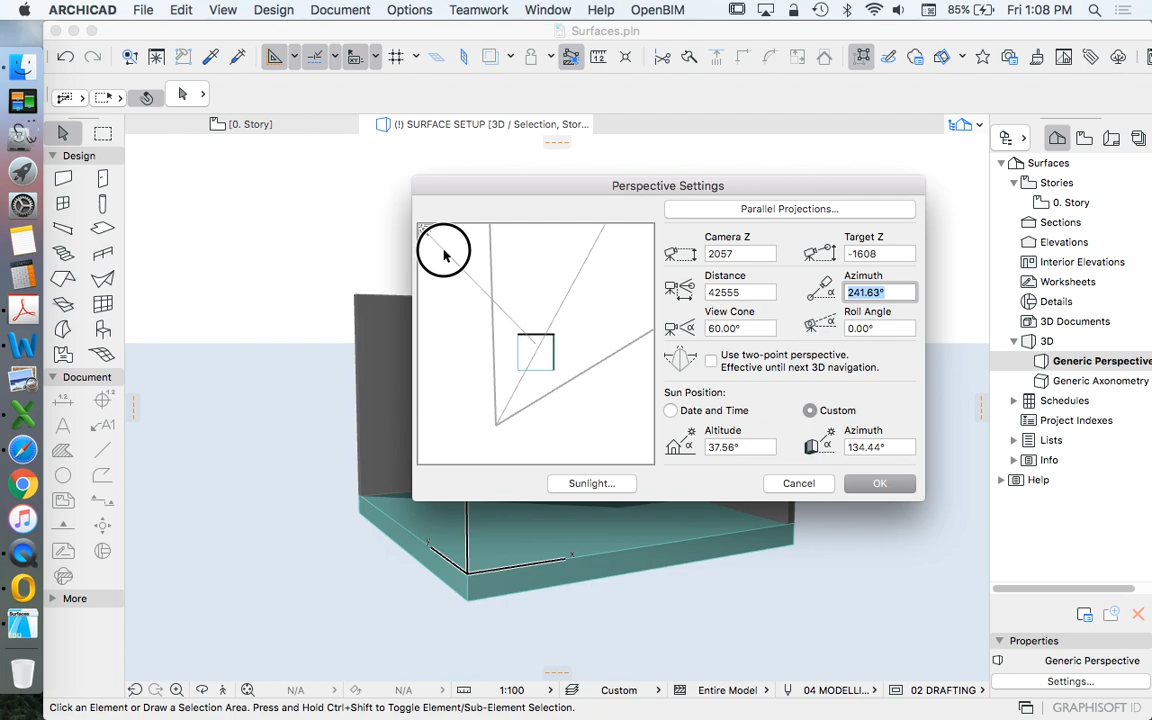 ARCHICAD File Edit View Design Document Options Teamwork Window Help OpenBIM 85% Fri 1:08 PM
Surfaces.pln
[0. Story]
(!) SURFACE SETUP [3D / Selection, Stor...
Design
Document
More
Perspective Settings
Parallel Projections...
Camera Z
2057
Target Z
-1608
Distance
42555
Azimuth
241.63°
View Cone
60.00°
Roll Angle
0.00°
Use two-point perspective.
Effective until next 3D navigation.
Sun Position:
Date and Time
Custom
Altitude
37.56°
Azimuth
134.44°
Sunlight...
Cancel
OK
y
x
Surfaces
Stories
0. Story
Sections
Elevations
Interior Elevations
Worksheets
Details
3D Documents
3D
Generic Perspective
Generic Axonometry
Schedules
Project Indexes
Lists
Info
Help
Properties
Generic Perspective
Settings...
N/A
N/A
1:100
Custom
Entire Model
04 MODELLI...
02 DRAFTING
Click an Element or Draw a Selection Area. Press and Hold Ctrl+Shift to Toggle Element/Sub-Element Selection.
GRAPHISOFT ID